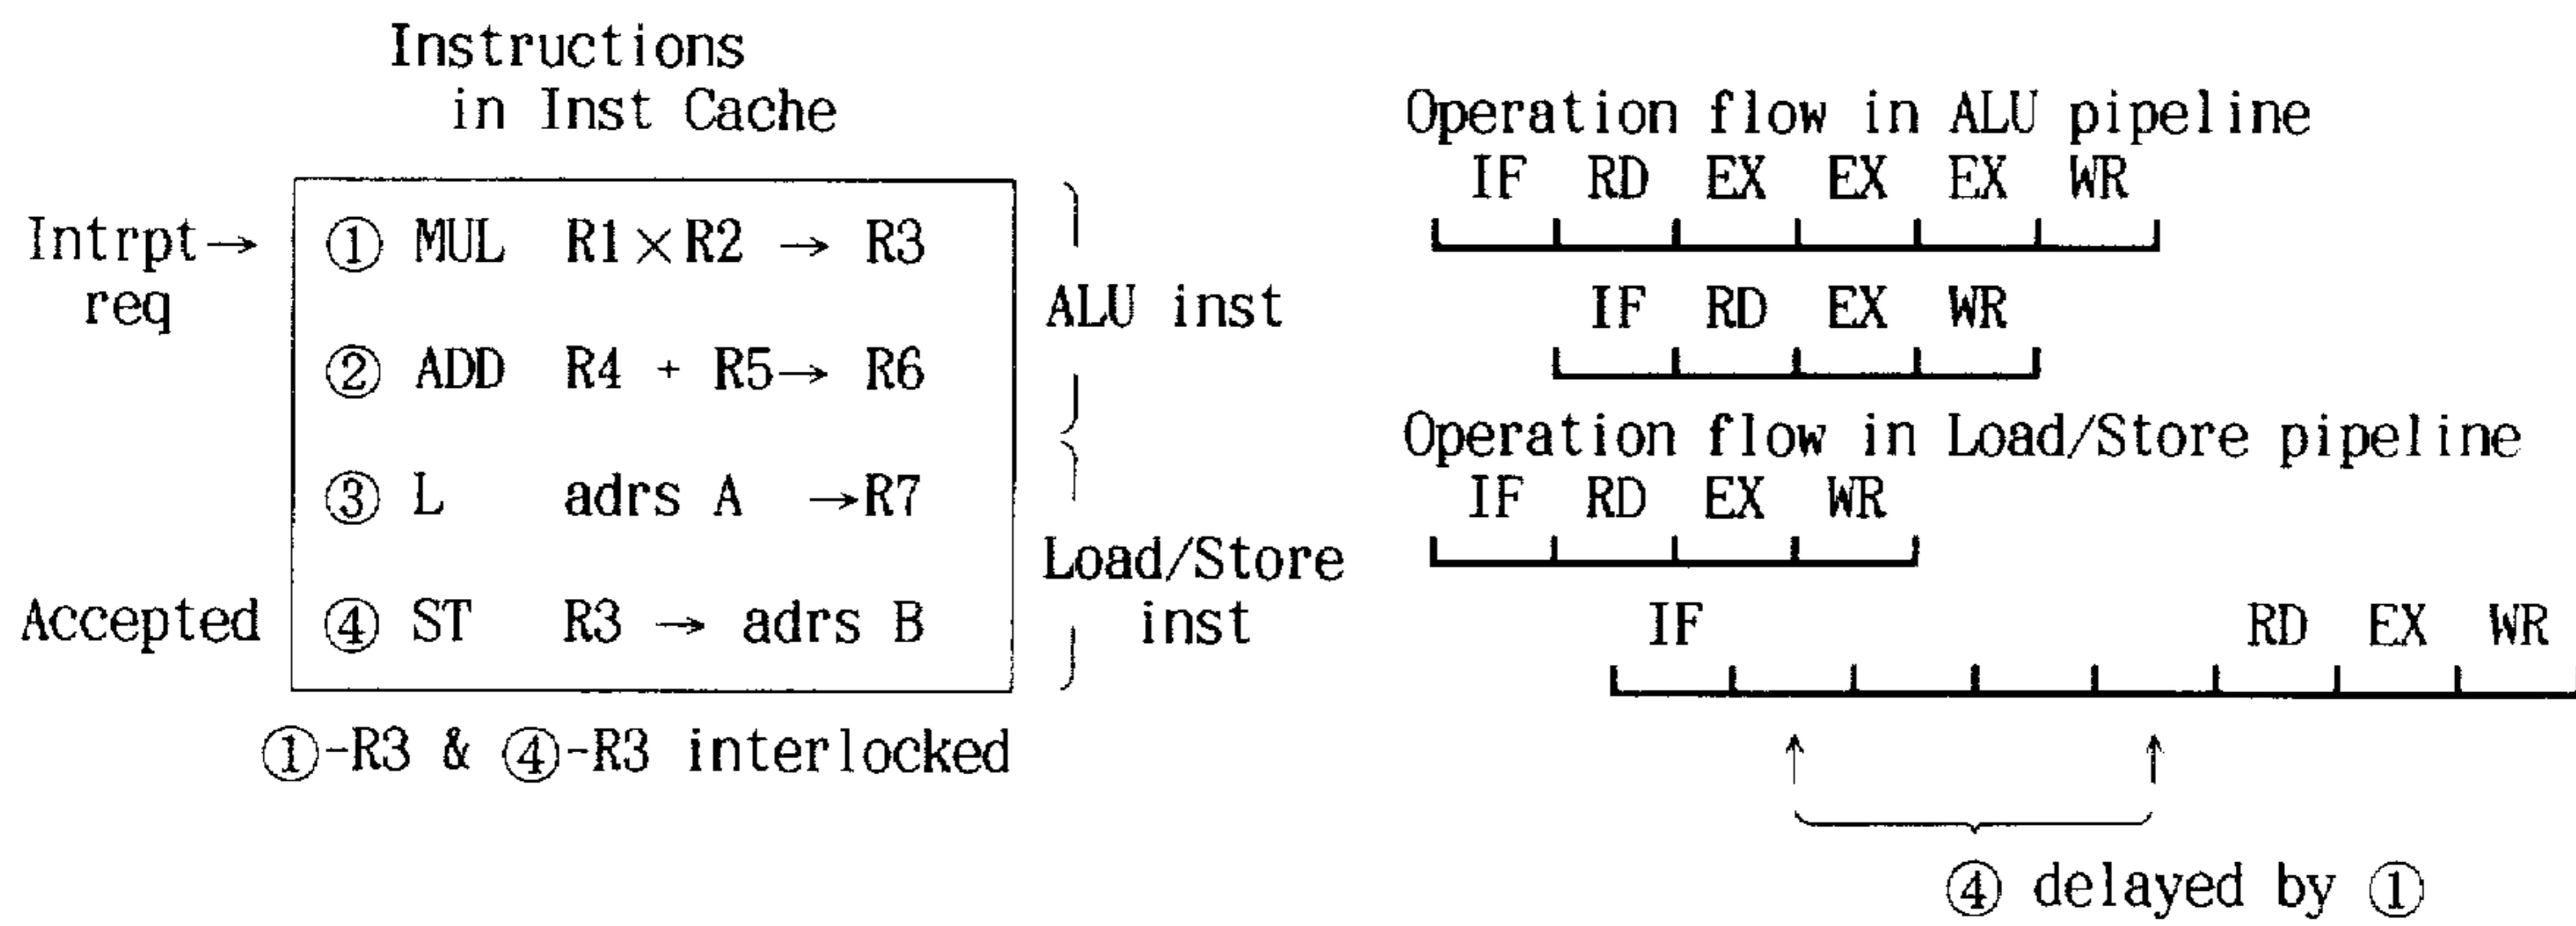 Instructions
in Inst Cache
Intrpt→
req
① MUL R1×R2 → R3
② ADD R4 + R5→ R6
③ L adrs A →R7
Accepted
④ ST R3 → adrs B
①-R3 & ④-R3 interlocked
ALU inst
Load/Store
inst
Operation flow in ALU pipeline
IF RD EX EX EX WR
IF RD EX WR
Operation flow in Load/Store pipeline
IF RD EX WR
IF RD EX WR
④ delayed by ①